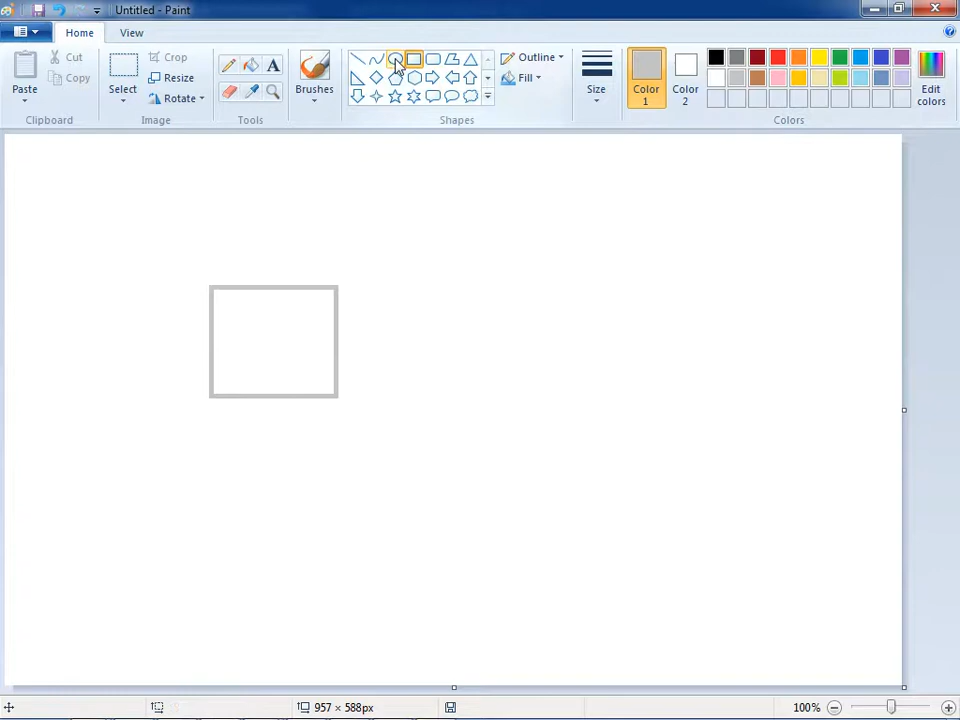 Untitled - Paint
Home View
Paste
Cut
Copy
Clipboard
Select
Crop
Resize
Rotate
Image
A
Tools
Brushes
Shapes
Outline
Fill
Size
Color 1
Color 2
Edit colors
Colors
957 × 588px
100%